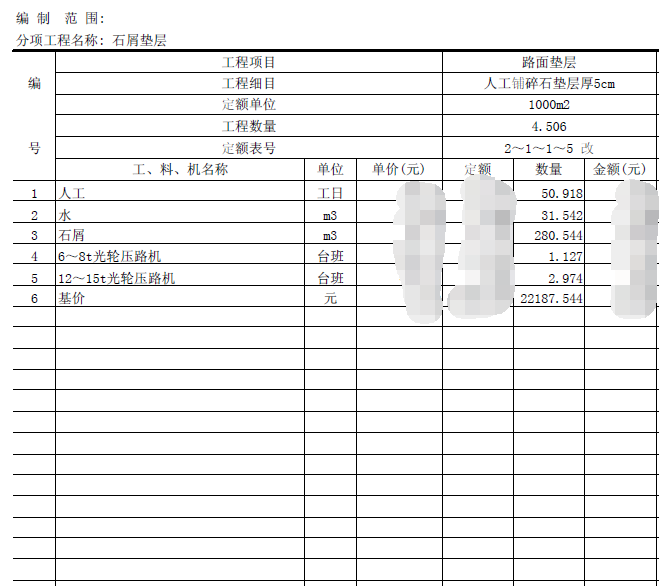 编 制 范 围:
分项工程名称: 石屑垫层
编 号
工程项目 路面垫层
工程细目 人工铺碎石垫层厚5cm
定额单位 1000m2
工程数量 4.506
定额表号 2～1～1～5 改
工、料、机名称 单位 单价(元) 定额 数量 金额(元)
1 人工 工日 50.918
2 水 m3 31.542
3 石屑 m3 280.544
4 6～8t光轮压路机 台班 1.127
5 12～15t光轮压路机 台班 2.974
6 基价 元 22187.544